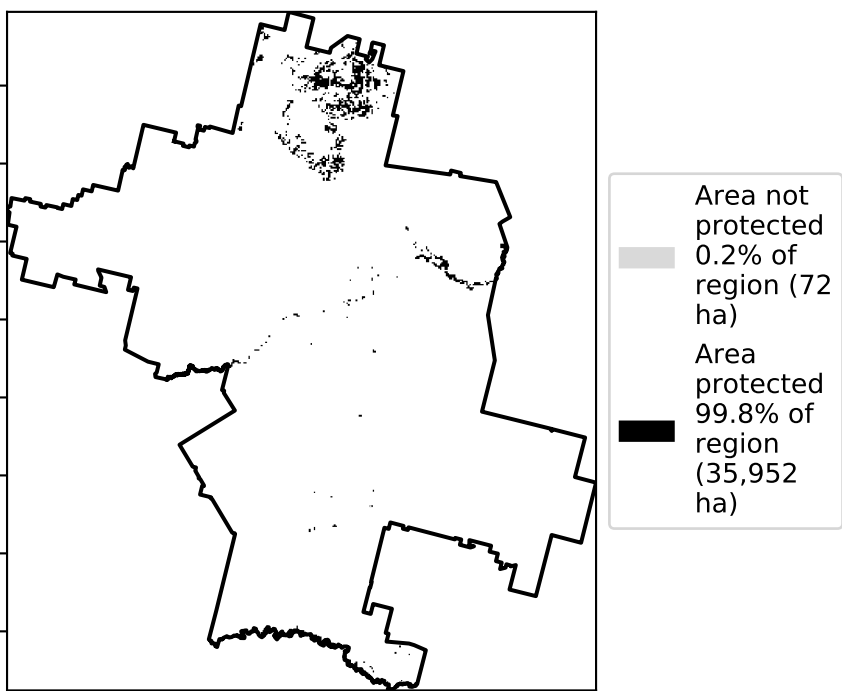 Area not
protected
0.2% of
region (72
ha)
Area
protected
99.8% of
region
(35,952
ha)